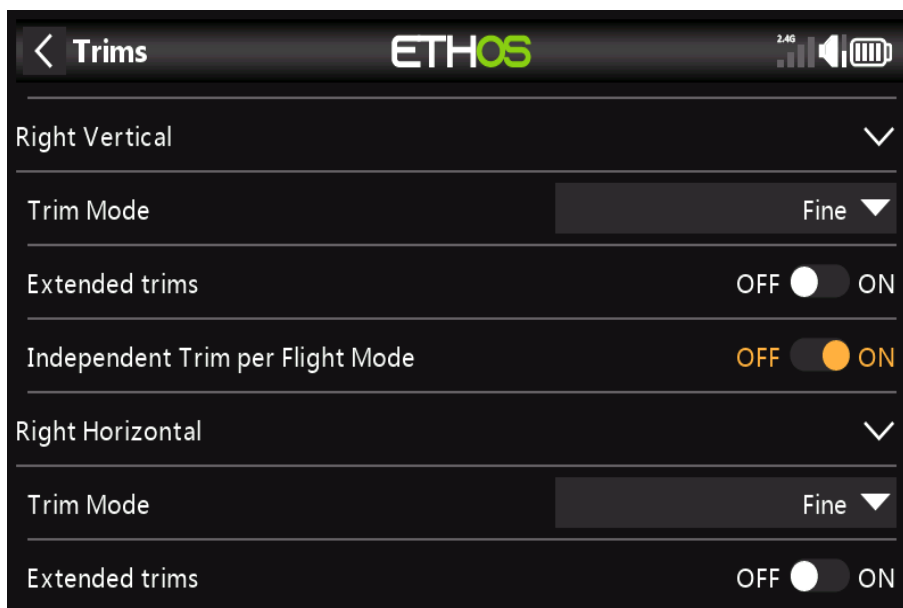 Trims ETHOS 2.4G
Right Vertical
Trim Mode Fine
Extended trims OFF ON
Independent Trim per Flight Mode OFF ON
Right Horizontal
Trim Mode Fine
Extended trims OFF ON